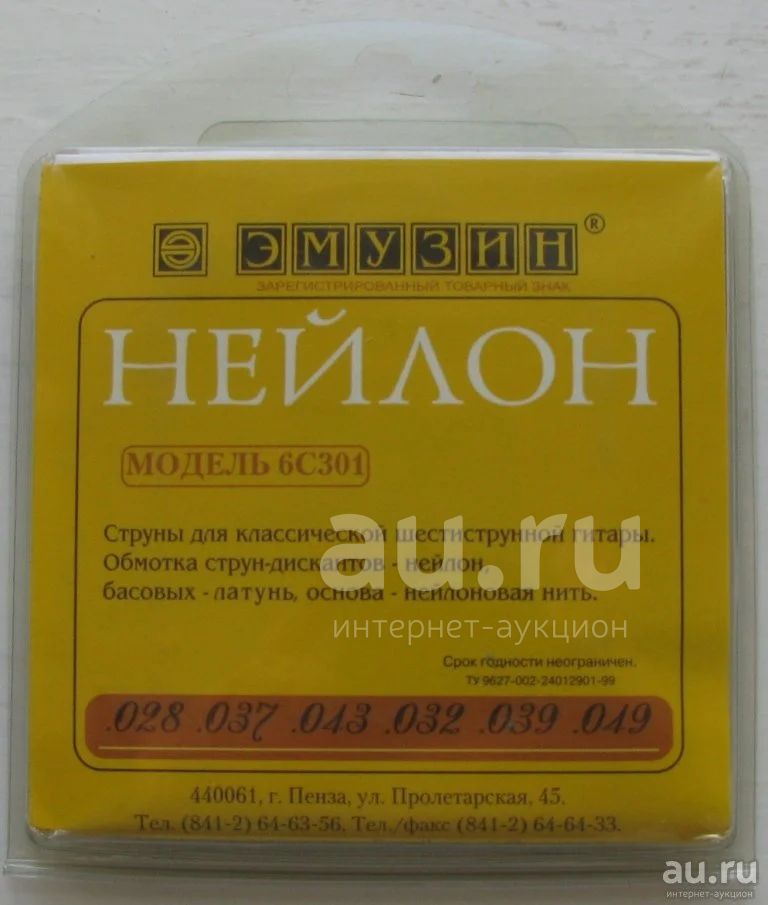 ЭМУЗИН®
ЗАРЕГИСТРИРОВАННЫЙ ТОВАРНЫЙ ЗНАК
НЕЙЛОН
МОДЕЛЬ 6С301
Струны для классической шестиструнной гитары.
Обмотка струн-дискантов - нейлон,
басовых - латунь, основа - нейлоновая нить.
au.ru
интернет-аукцион
Срок годности неограничен.
ТУ 9627-002-24012901-99
.028 .037 .043 .032 .039 .049
440061, г. Пенза, ул. Пролетарская, 45.
Тел. (841-2) 64-63-56, Тел./факс (841-2) 64-64-33.
au.ru
интернет-аукцион